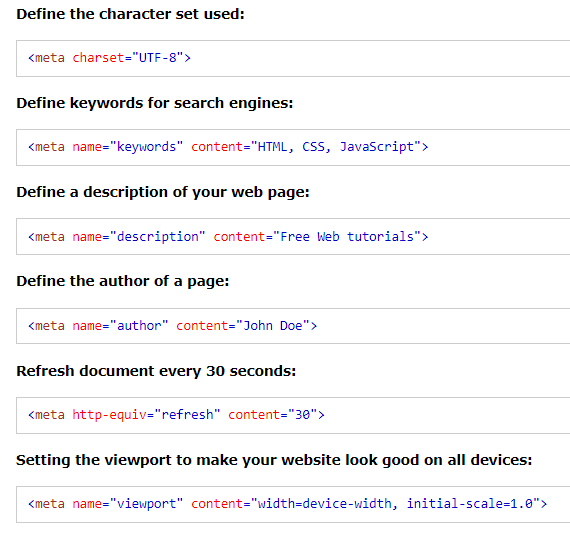 Define the character set used:
<meta charset="UTF-8">
Define keywords for search engines:
<meta name="keywords" content="HTML, CSS, JavaScript">
Define a description of your web page:
<meta name="description" content="Free Web tutorials">
Define the author of a page:
<meta name="author" content="John Doe">
Refresh document every 30 seconds:
<meta http-equiv="refresh" content="30">
Setting the viewport to make your website look good on all devices:
<meta name="viewport" content="width=device-width, initial-scale=1.0">